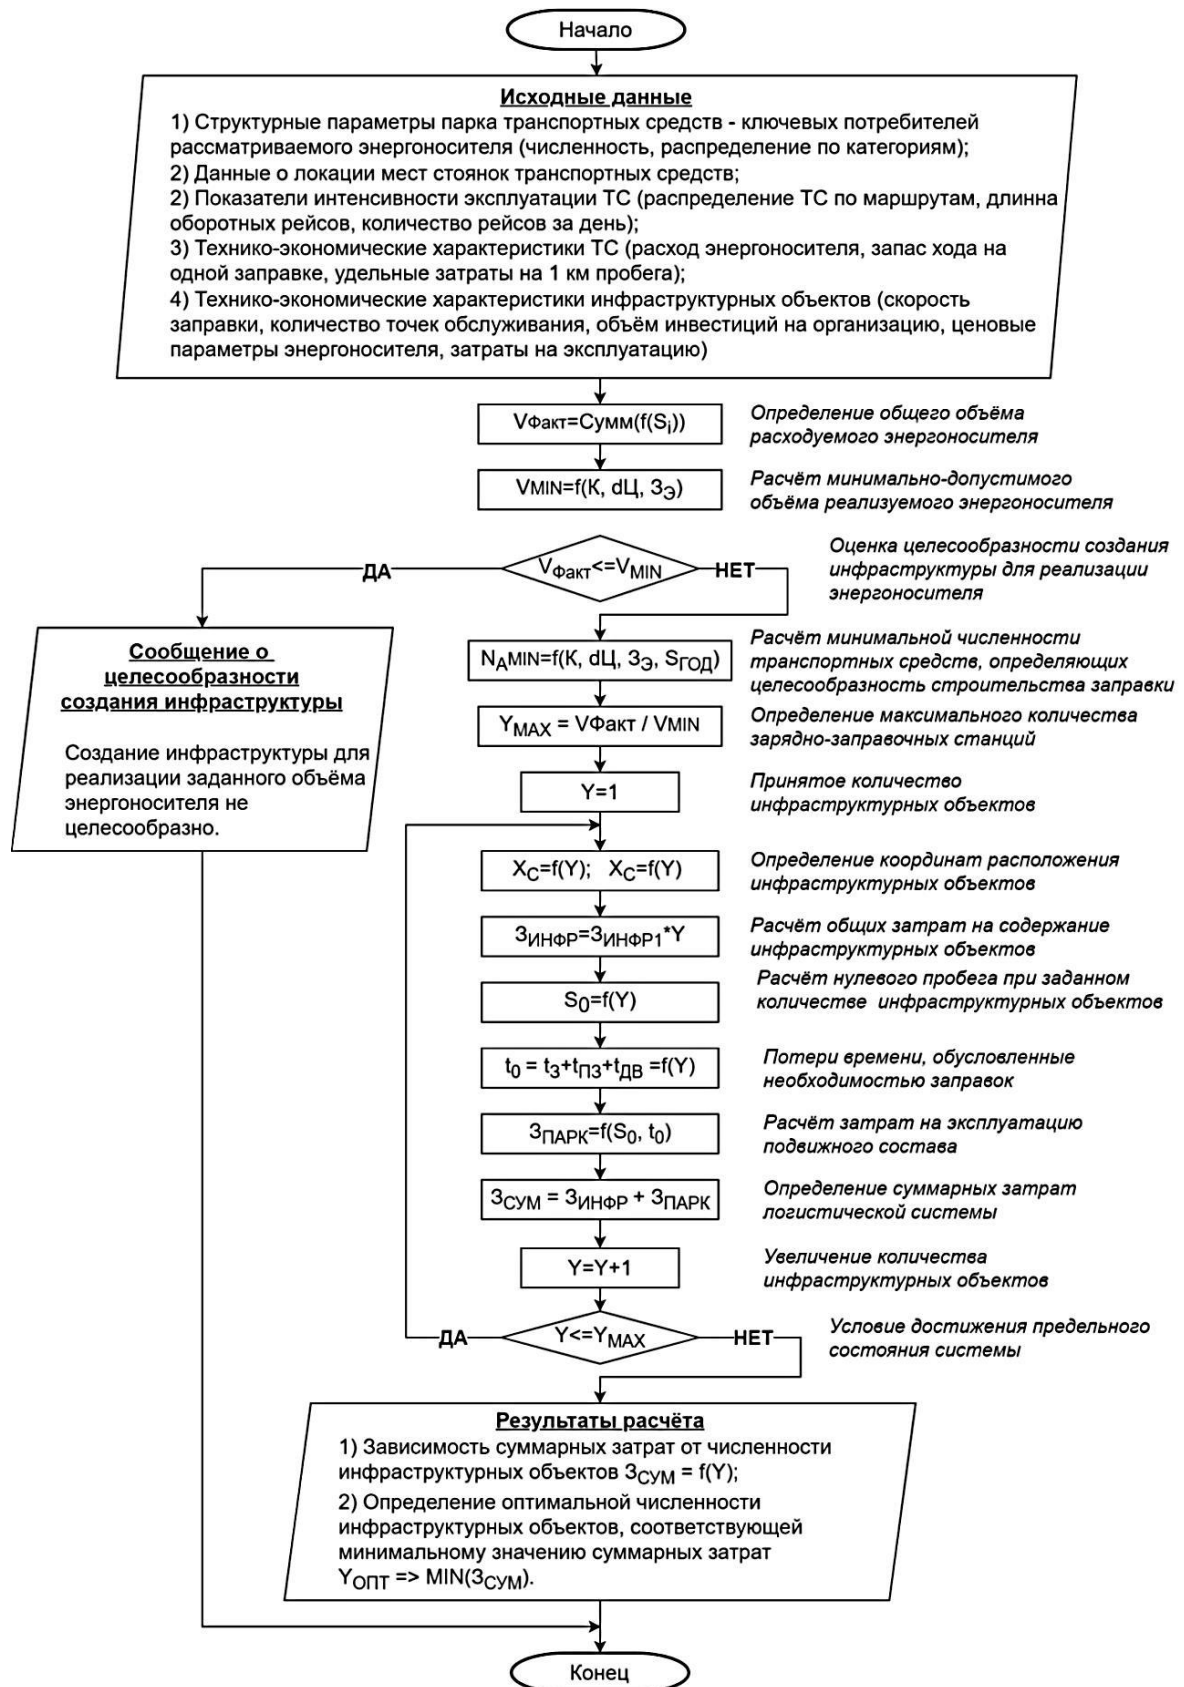 Начало
Исходные данные
1) Структурные параметры парка транспортных средств - ключевых потребителей
рассматриваемого энергоносителя (численность, распределение по категориям);
2) Данные о локации мест стоянок транспортных средств;
2) Показатели интенсивности эксплуатации ТС (распределение ТС по маршрутам, длинна
оборотных рейсов, количество рейсов за день);
3) Технико-экономические характеристики ТС (расход энергоносителя, запас хода на
одной заправке, удельные затраты на 1 км пробега);
4) Технико-экономические характеристики инфраструктурных объектов (скорость
заправки, количество точек обслуживания, объём инвестиций на организацию, ценовые
параметры энергоносителя, затраты на эксплуатацию)
VФакт=Сумм(f(Si))
Определение общего объёма
расходуемого энергоносителя
VMIN=f(К, dЦ, ЗЭ)
Расчёт минимально-допустимого
объёма реализуемого энергоносителя
VФакт<=VMIN
ДА
НЕТ
Оценка целесообразности создания
инфраструктуры для реализации
энергоносителя
Сообщение о
целесообразности
создания инфраструктуры
Создание инфраструктуры для
реализации заданного объёма
энергоносителя не
целесообразно.
NAMIN=f(К, dЦ, ЗЭ, SГОД)
Расчёт минимальной численности
транспортных средств, определяющих
целесообразность строительства заправки
YMAX = VФакт / VMIN
Определение максимального количества
зарядно-заправочных станций
Y=1
Принятое количество
инфраструктурных объектов
XC=f(Y); XC=f(Y)
Определение координат расположения
инфраструктурных объектов
ЗИНФР=ЗИНФР1*Y
Расчёт общих затрат на содержание
инфраструктурных объектов
S0=f(Y)
Расчёт нулевого пробега при заданном
количестве инфраструктурных объектов
t0 = tЗ+tПЗ+tДВ =f(Y)
Потери времени, обусловленные
необходимостью заправок
ЗПАРК=f(S0, t0)
Расчёт затрат на эксплуатацию
подвижного состава
ЗСУМ = ЗИНФР + ЗПАРК
Определение суммарных затрат
логистической системы
Y=Y+1
Увеличение количества
инфраструктурных объектов
ДА
Y<=YMAX
НЕТ
Условие достижения предельного
состояния системы
Результаты расчёта
1) Зависимость суммарных затрат от численности
инфраструктурных объектов ЗСУМ = f(Y);
2) Определение оптимальной численности
инфраструктурных объектов, соответствующей
минимальному значению суммарных затрат
YОПТ => MIN(ЗСУМ).
Конец